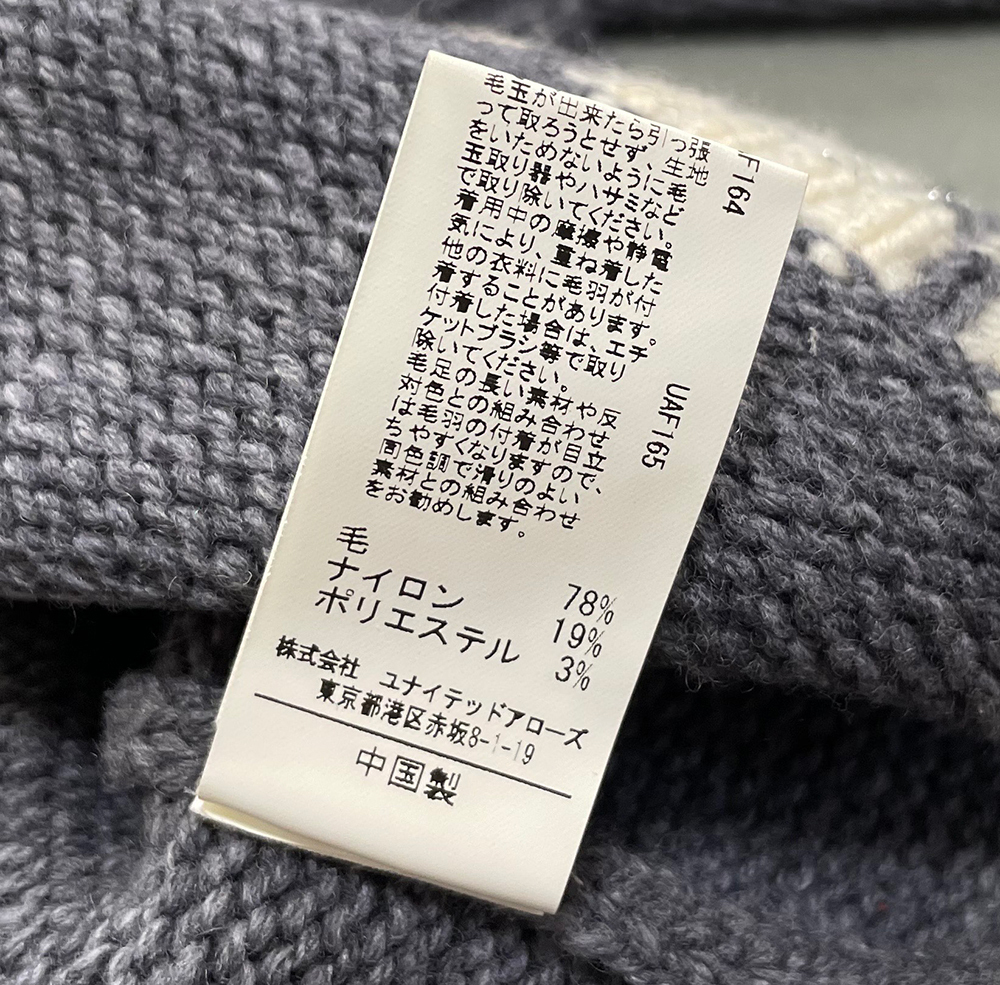 毛玉が出来たら引っ張
って取ろうとせず、生地
をいためないように毛
玉取り器やハサミなど
で取り除いてください。
着用中の摩擦や静電
気により、重ね着した
他の衣料に毛羽が付
着することがあります。
付着した場合は、エチ
ケットブラシ等で取り
除いてください。
毛足の長い素材や反
対色との組み合わせ
は毛羽の付着が目立
ちやすくなりますので、
同色調で滑りのよい
素材との組み合わせ
をお勧めします。
毛 78%
ナイロン 19%
ポリエステル 3%
株式会社 ユナイテッドアローズ
東京都港区赤坂8-1-19
中国製
F164
UAF165